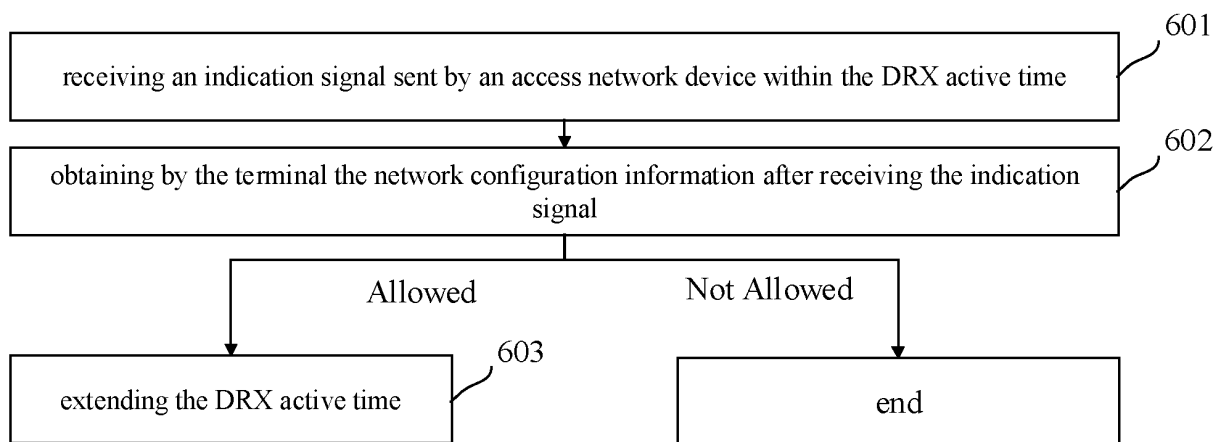 601
receiving an indication signal sent by an access network device within the DRX active time
602
obtaining by the terminal the network configuration information after receiving the indication
signal
Allowed
Not Allowed
603
extending the DRX active time
end